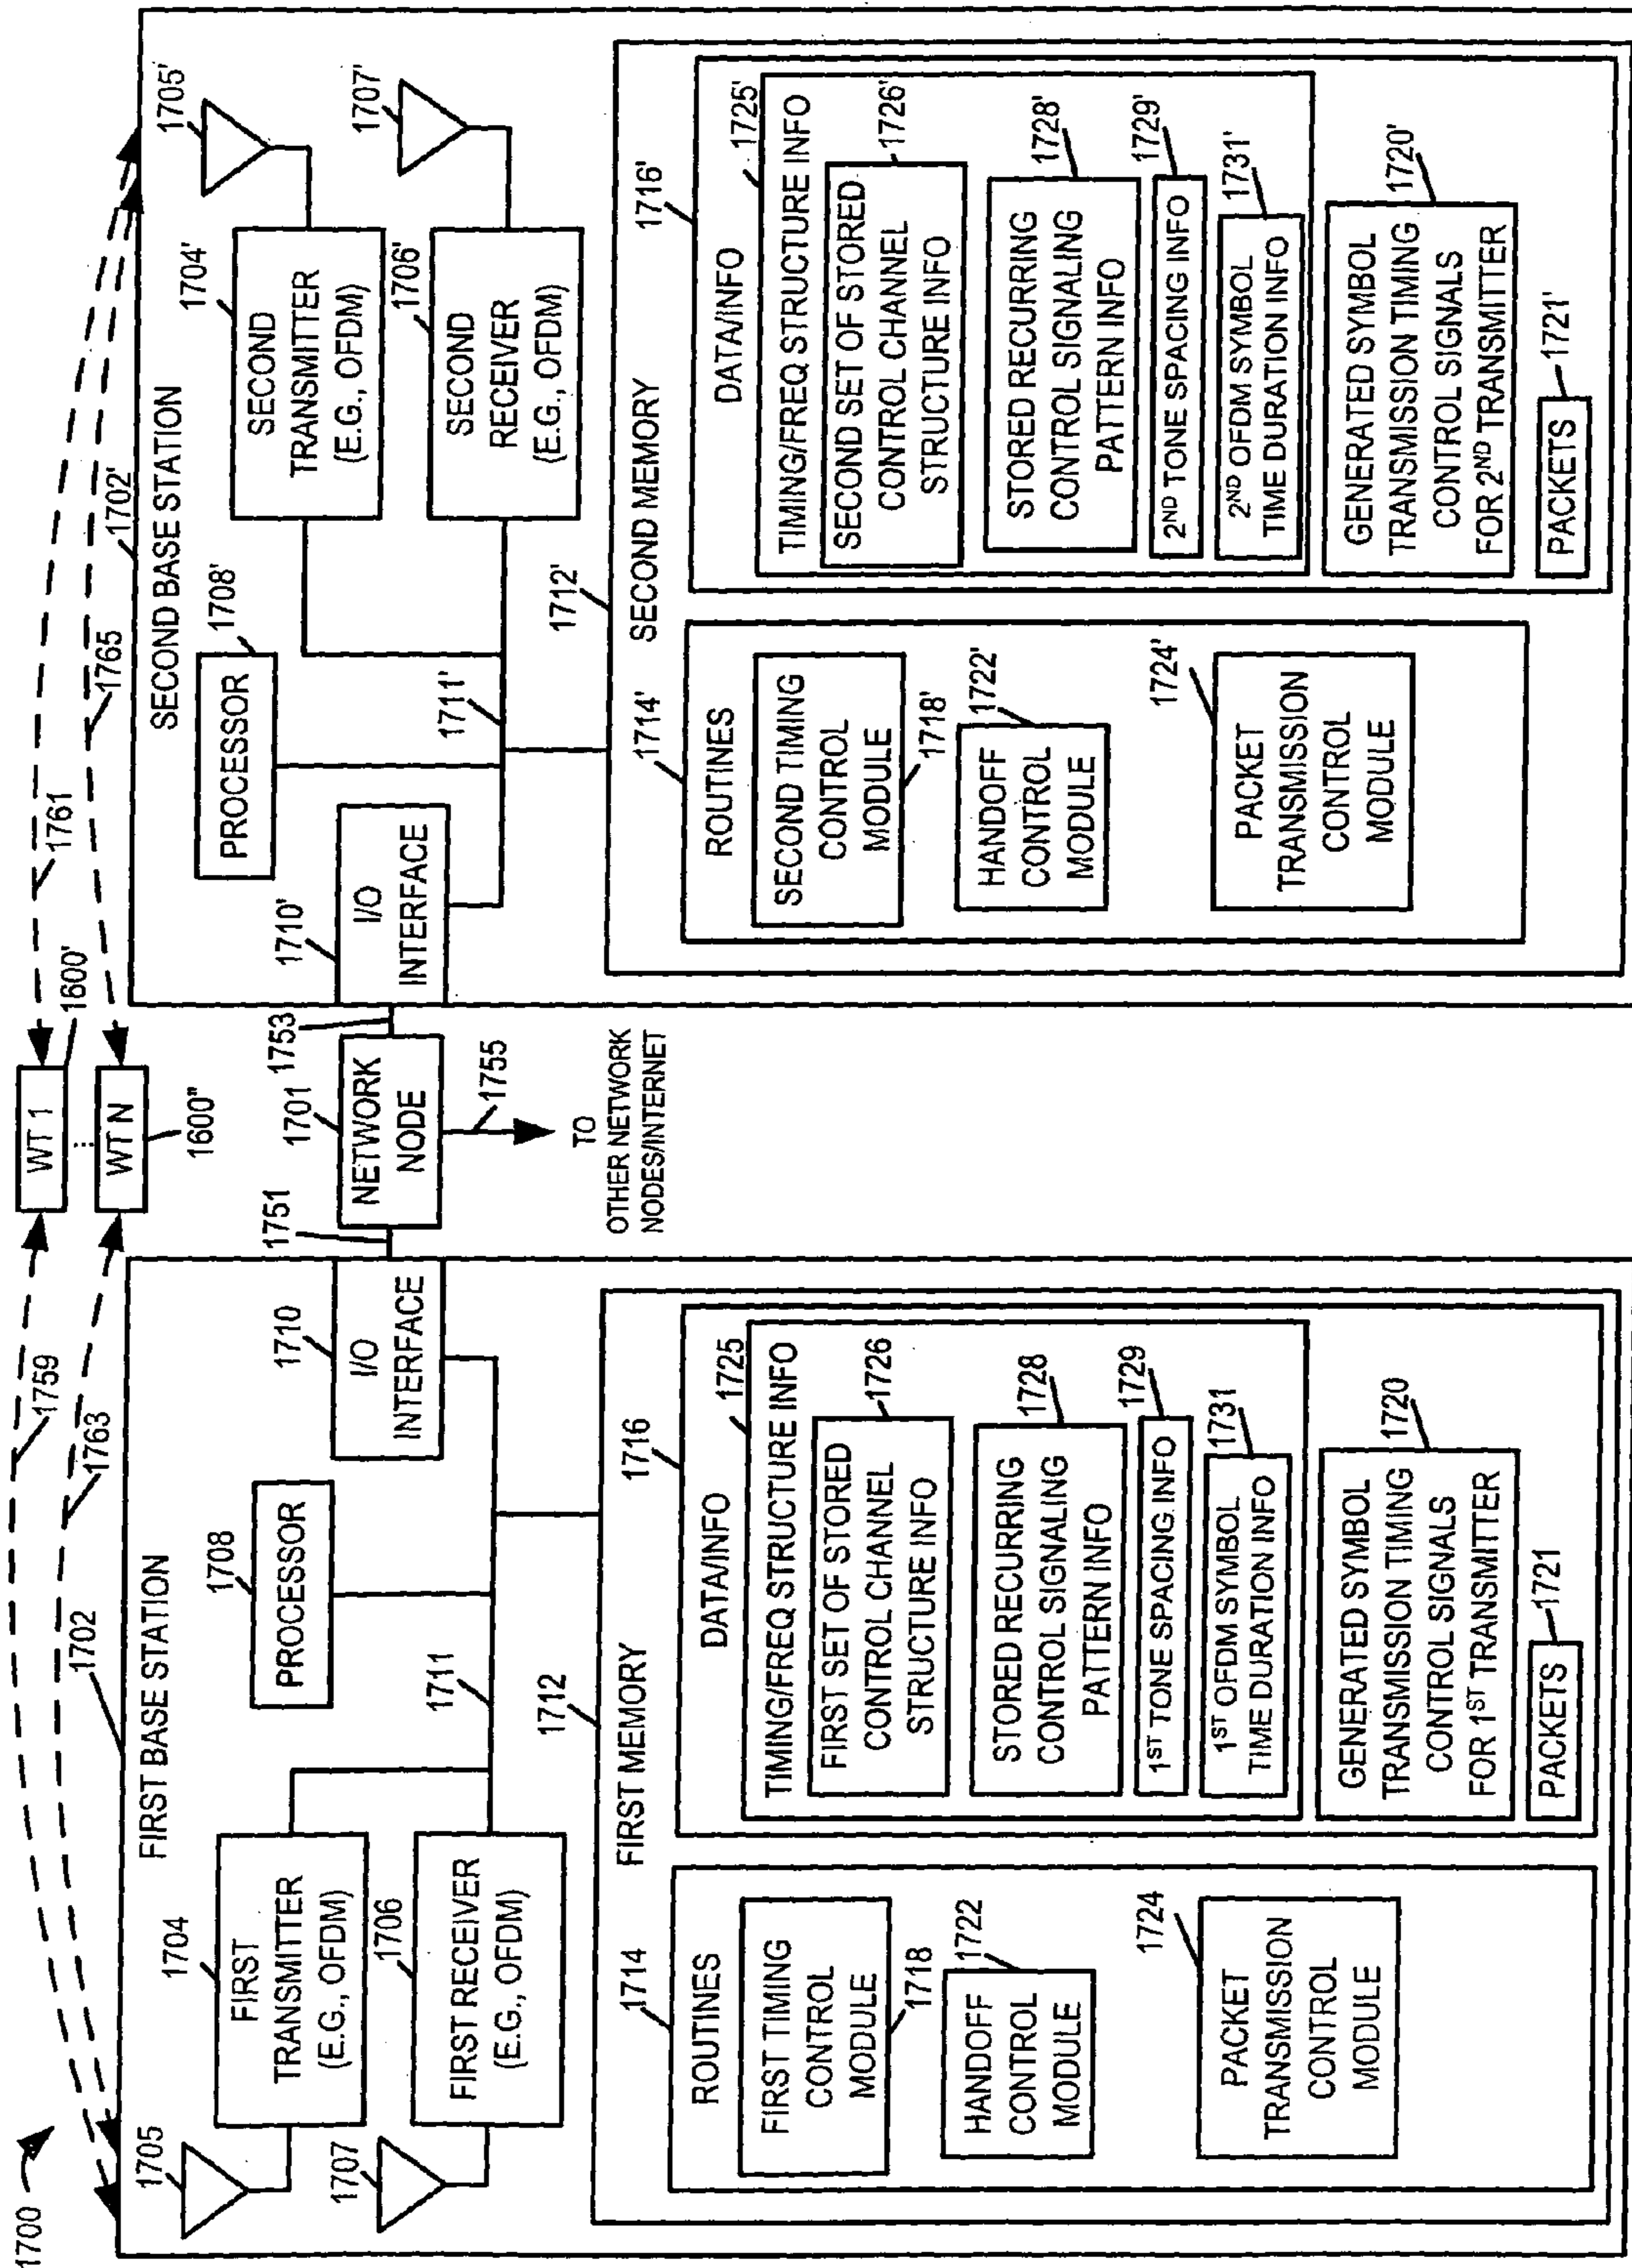 1700
1759
1763
1702
WT 1
1600'
WT N
1600"
1761
1765
1702'
FIRST BASE STATION
1705
1707
1704
FIRST
TRANSMITTER
(E.G., OFDM)
1706
FIRST RECEIVER
(E.G., OFDM)
1708
PROCESSOR
1710
I/O
INTERFACE
1711
1712
FIRST MEMORY
1714
ROUTINES
FIRST TIMING
CONTROL
MODULE
1718
1722
HANDOFF
CONTROL
MODULE
1724
PACKET
TRANSMISSION
CONTROL
MODULE
1716
DATA/INFO
1725
TIMING/FREQ STRUCTURE INFO
FIRST SET OF STORED
CONTROL CHANNEL
STRUCTURE INFO
1726
STORED RECURRING
CONTROL SIGNALING
PATTERN INFO
1728
1ST TONE SPACING INFO
1729
1ST OFDM SYMBOL
TIME DURATION INFO
1731
GENERATED SYMBOL
TRANSMISSION TIMING
CONTROL SIGNALS
FOR 1ST TRANSMITTER
1720
PACKETS
1721
1751
1701
NETWORK
NODE
1753
1755
TO
OTHER NETWORK
NODES/INTERNET
SECOND BASE STATION
1710'
I/O
INTERFACE
1708'
PROCESSOR
1704'
SECOND
TRANSMITTER
(E.G., OFDM)
1705'
1706'
SECOND
RECEIVER
(E.G., OFDM)
1707'
1711'
1712'
SECOND MEMORY
1714'
ROUTINES
SECOND TIMING
CONTROL
MODULE
1718'
1722'
HANDOFF
CONTROL
MODULE
1724'
PACKET
TRANSMISSION
CONTROL
MODULE
1716'
DATA/INFO
1725'
TIMING/FREQ STRUCTURE INFO
SECOND SET OF STORED
CONTROL CHANNEL
STRUCTURE INFO
1726'
STORED RECURRING
CONTROL SIGNALING
PATTERN INFO
1728'
2ND TONE SPACING INFO
1729'
2ND OFDM SYMBOL
TIME DURATION INFO
1731'
GENERATED SYMBOL
TRANSMISSION TIMING
CONTROL SIGNALS
FOR 2ND TRANSMITTER
1720'
PACKETS
1721'